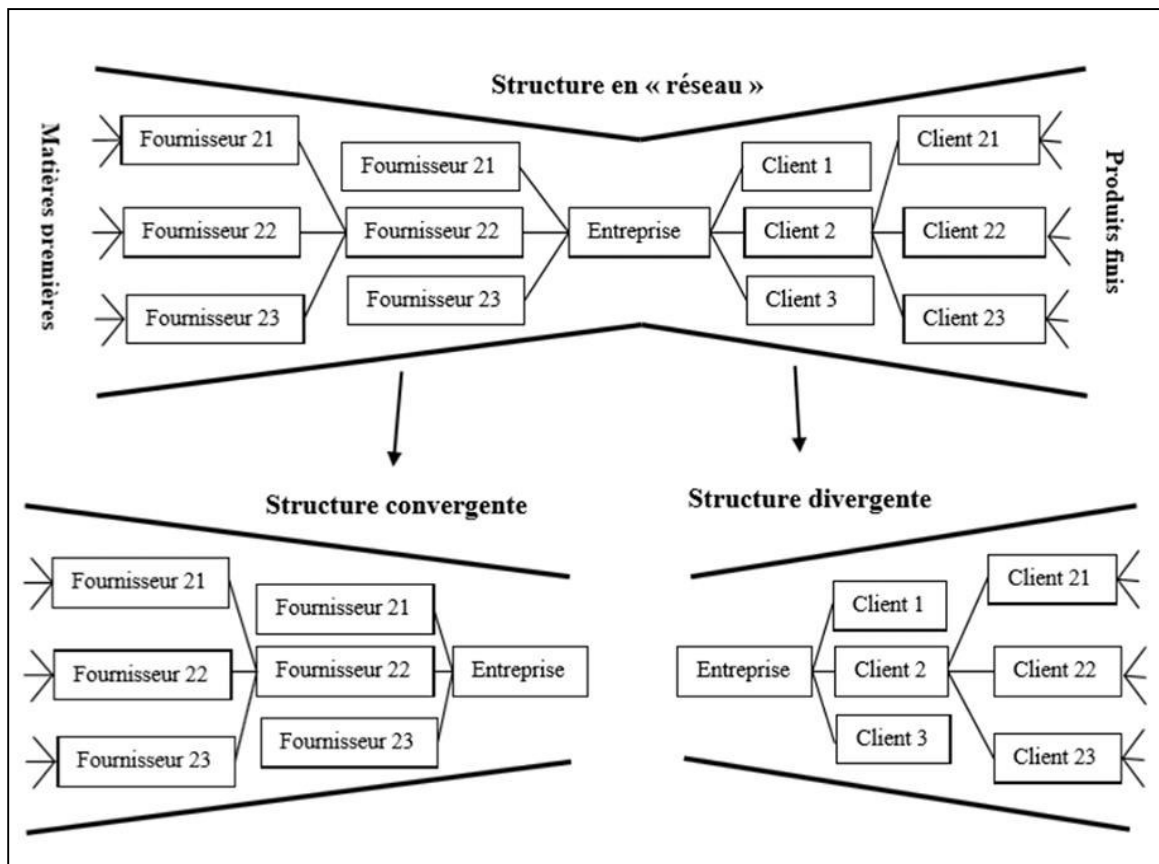 Structure en « réseau »
Matières premières
Fournisseur 21
Fournisseur 22
Fournisseur 23
Fournisseur 21
Fournisseur 22
Fournisseur 23
Entreprise
Client 1
Client 2
Client 3
Client 21
Client 22
Client 23
Produits finis
Structure convergente
Fournisseur 21
Fournisseur 22
Fournisseur 23
Fournisseur 21
Fournisseur 22
Fournisseur 23
Entreprise
Structure divergente
Entreprise
Client 1
Client 2
Client 3
Client 21
Client 22
Client 23